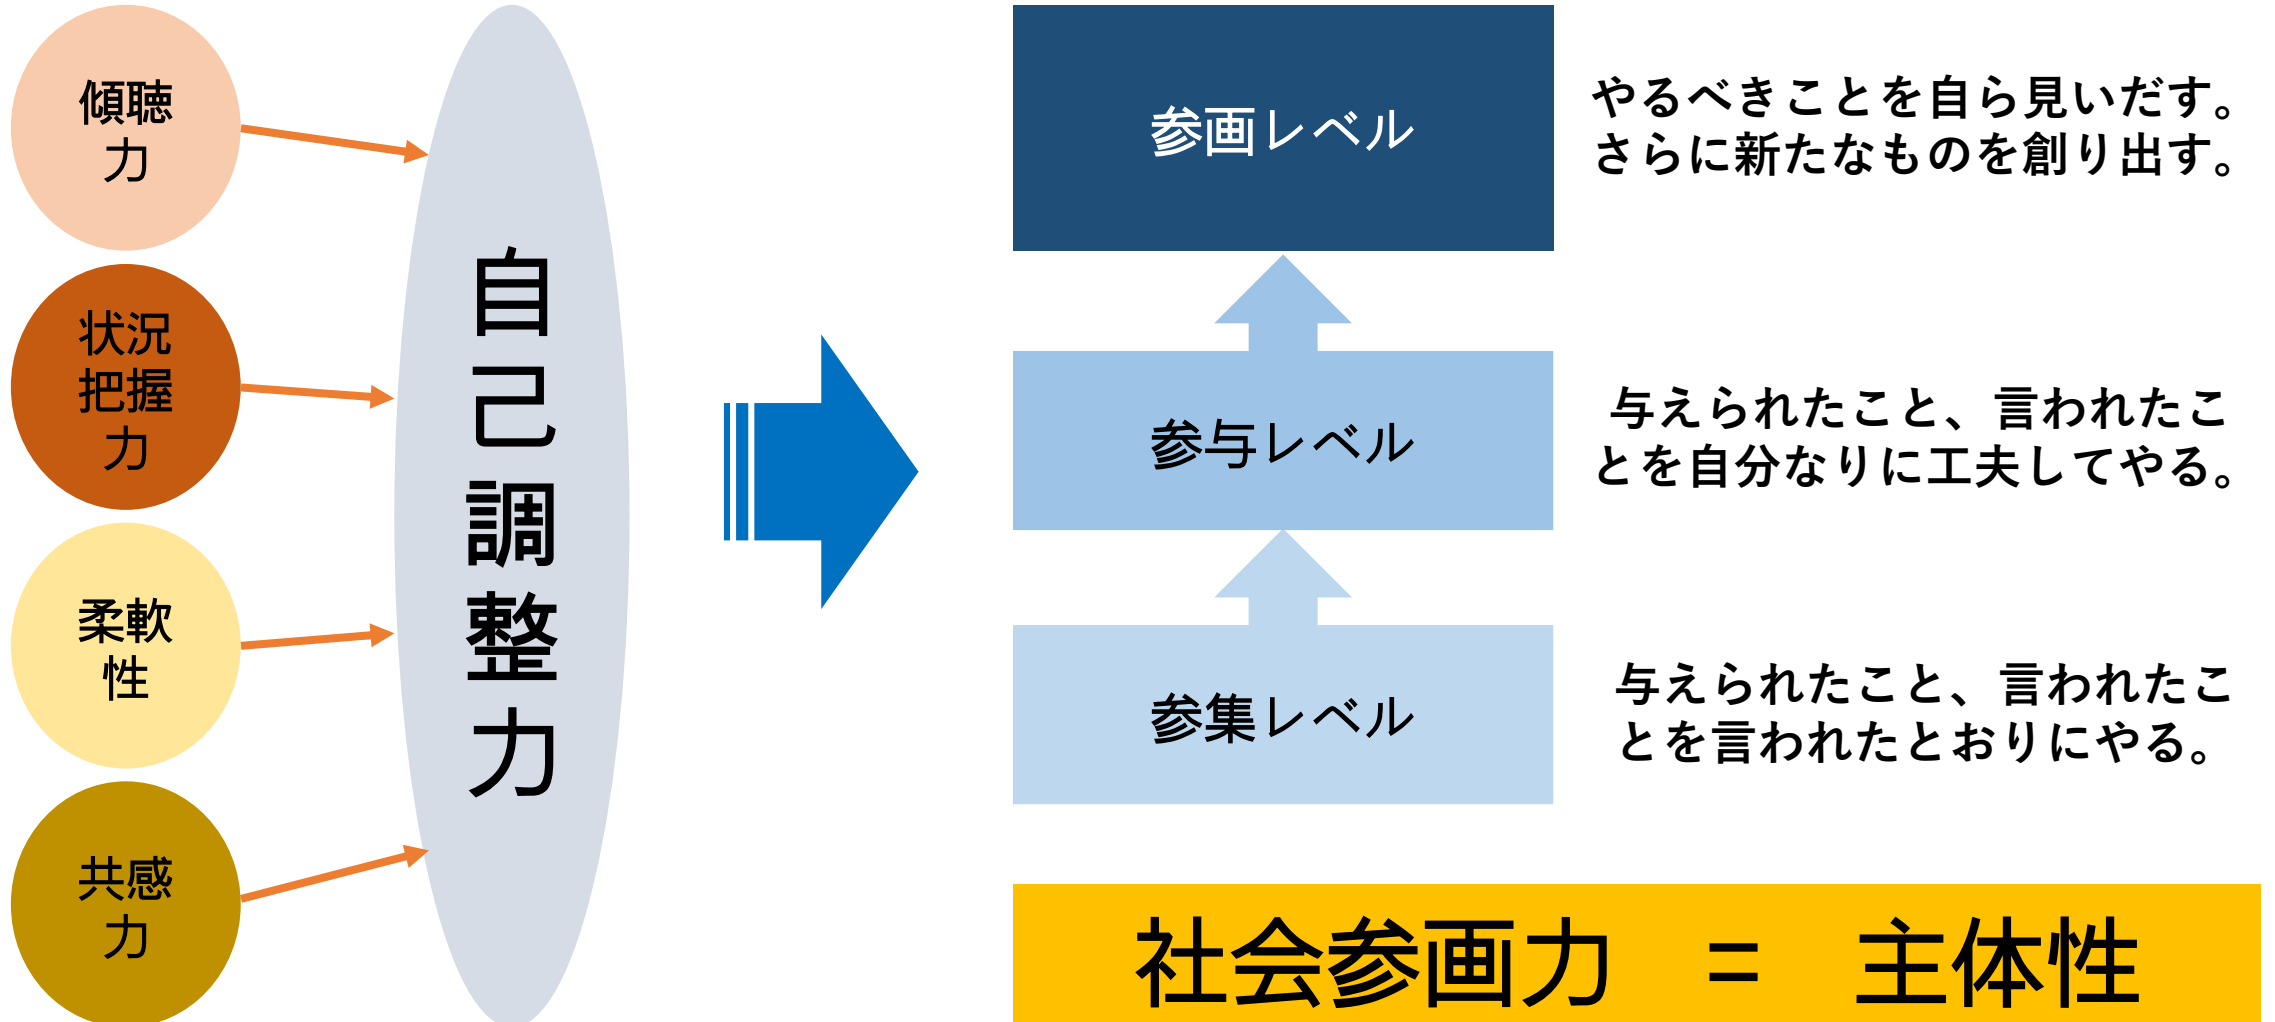 傾聴
力
状況
把握
力
柔軟
性
共感
力
自己調整力
参画レベル
やるべきことを自ら見いだす。
さらに新たなものを創り出す。
参与レベル
与えられたこと、言われたこ
とを自分なりに工夫してやる。
参集レベル
与えられたこと、言われたこ
とを言われたとおりにやる。
社会参画力　=　主体性